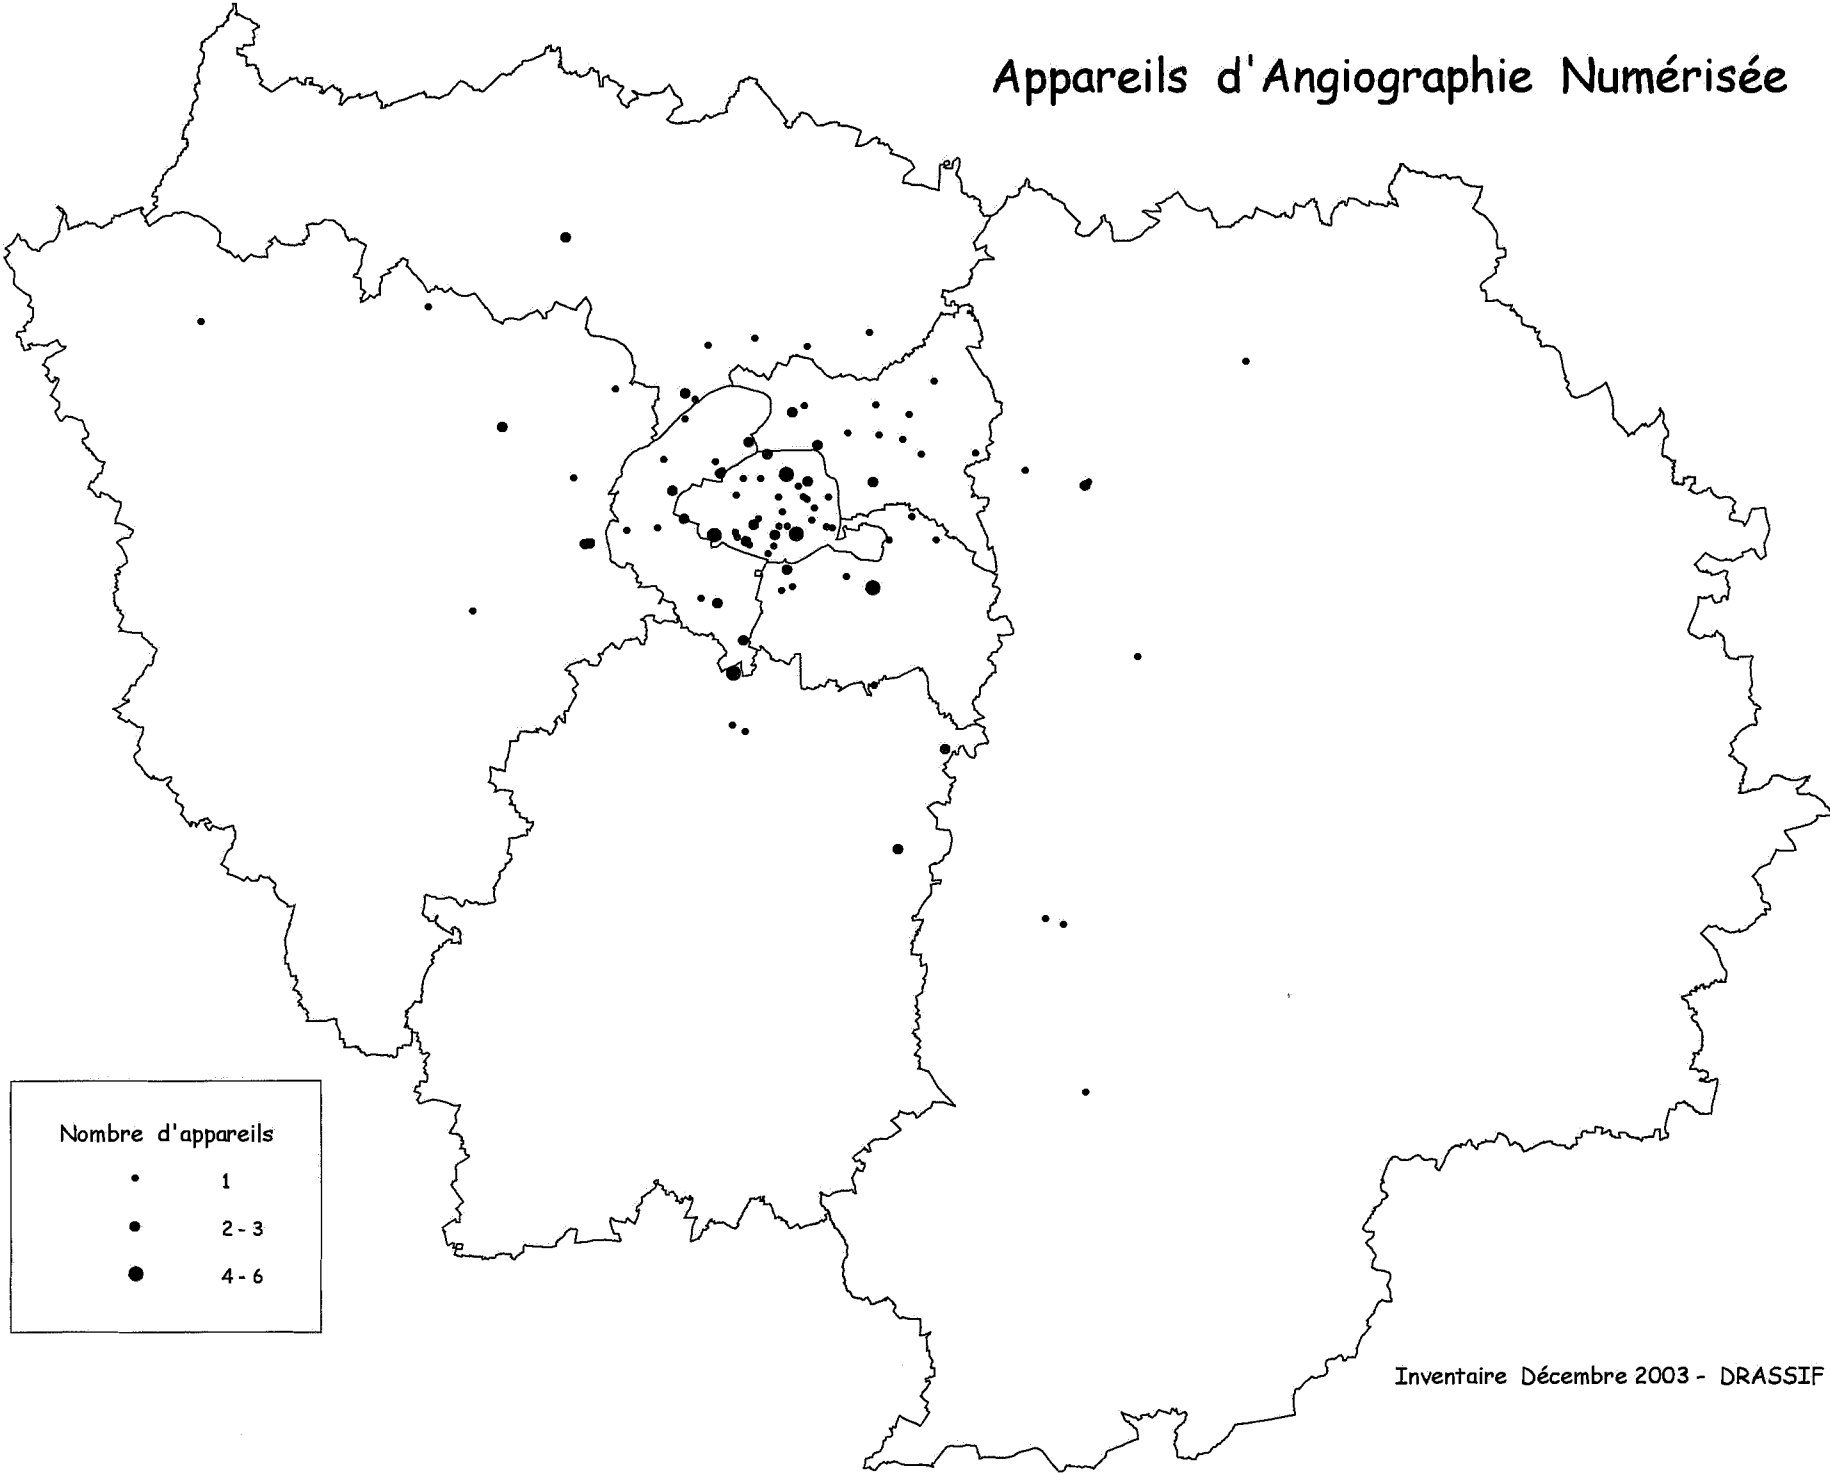 Appareils d'Angiographie Numérisée
Nombre d'appareils
1
2 - 3
4 - 6
Inventaire Décembre 2003 - DRASSIF